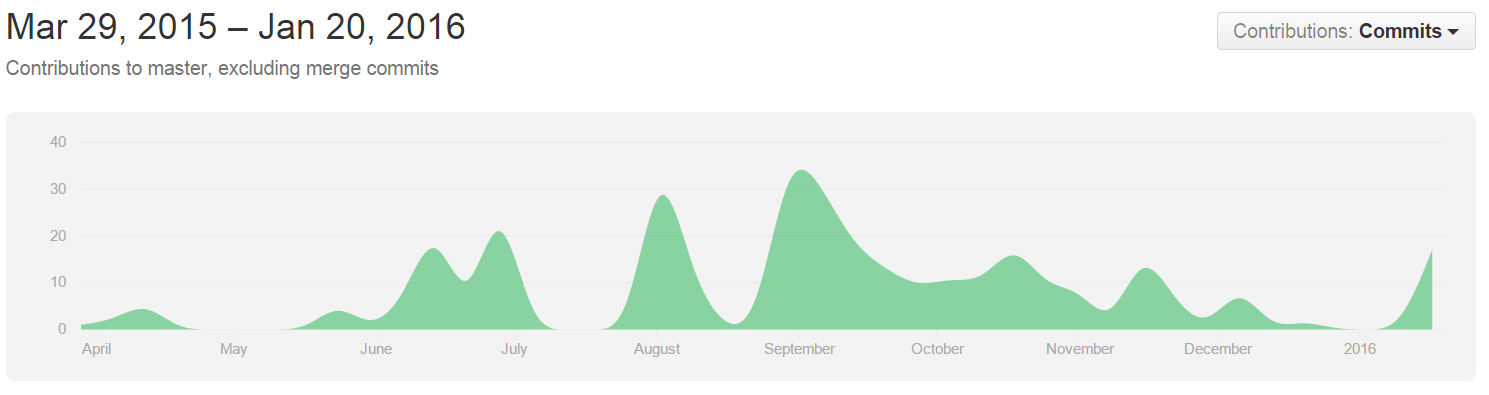 Mar 29, 2015 – Jan 20, 2016
Contributions: Commits
Contributions to master, excluding merge commits
40
30
20
10
0
April May June July August September October November December 2016